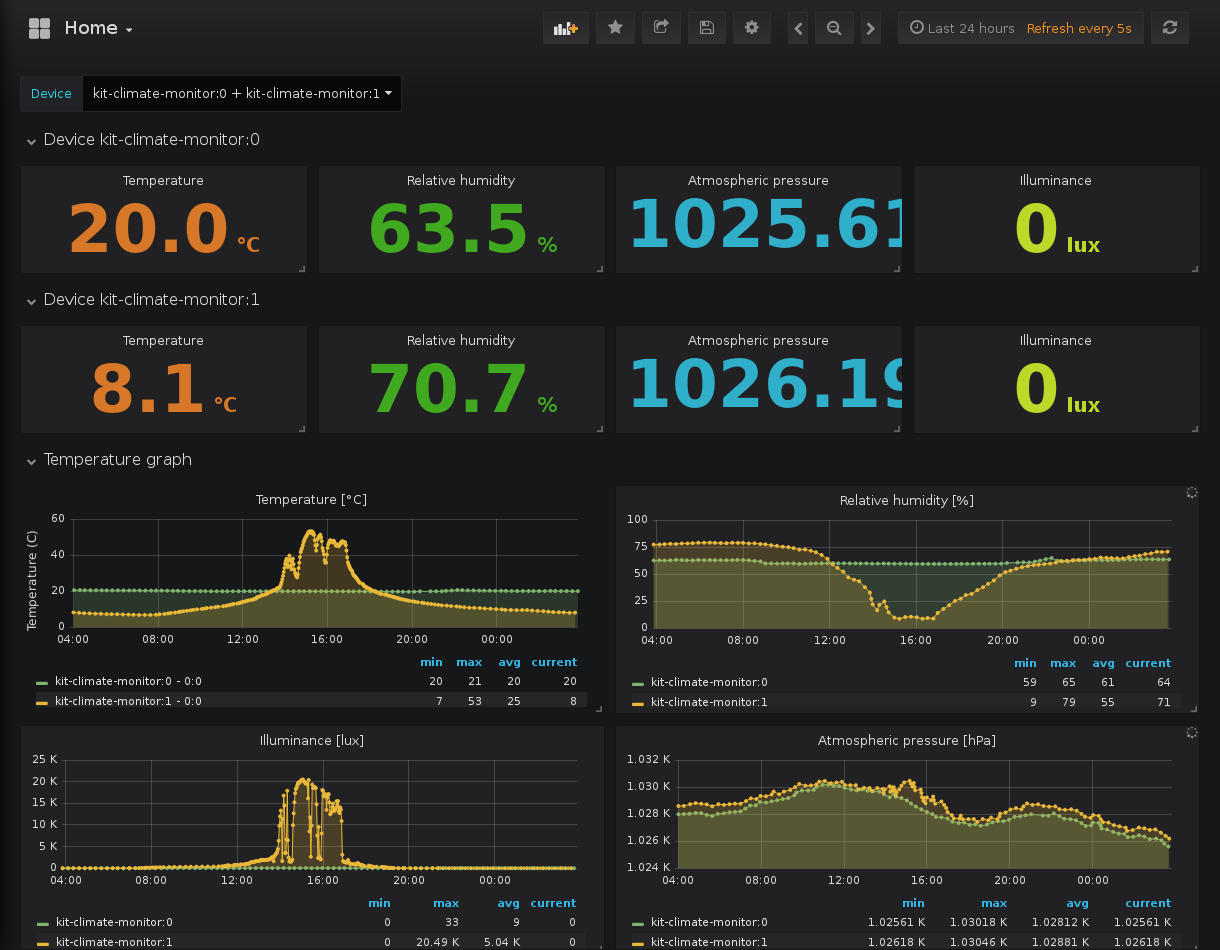 Home
Last 24 hours Refresh every 5s
Device kit-climate-monitor:0 + kit-climate-monitor:1
Device kit-climate-monitor:0
Temperature Relative humidity Atmospheric pressure Illuminance
20.0 °C 63.5 % 1025.61 0 lux
Device kit-climate-monitor:1
Temperature Relative humidity Atmospheric pressure Illuminance
8.1 °C 70.7 % 1026.19 0 lux
Temperature graph
Temperature [°C]
Temperature (C)
60
40
20
0
04:00 08:00 12:00 16:00 20:00 00:00
min max avg current
kit-climate-monitor:0 - 0:0 20 21 20 20
kit-climate-monitor:1 - 0:0 7 53 25 8
Relative humidity [%]
100
75
50
25
0
04:00 08:00 12:00 16:00 20:00 00:00
min max avg current
kit-climate-monitor:0 59 65 61 64
kit-climate-monitor:1 9 79 55 71
Illuminance [lux]
25 K
20 K
15 K
10 K
5 K
0
04:00 08:00 12:00 16:00 20:00 00:00
min max avg current
kit-climate-monitor:0 0 33 9 0
kit-climate-monitor:1 0 20.49 K 5.04 K 0
Atmospheric pressure [hPa]
1.032 K
1.030 K
1.028 K
1.026 K
1.024 K
04:00 08:00 12:00 16:00 20:00 00:00
min max avg current
kit-climate-monitor:0 1.02561 K 1.03018 K 1.02812 K 1.02561 K
kit-climate-monitor:1 1.02618 K 1.03046 K 1.02881 K 1.02618 K